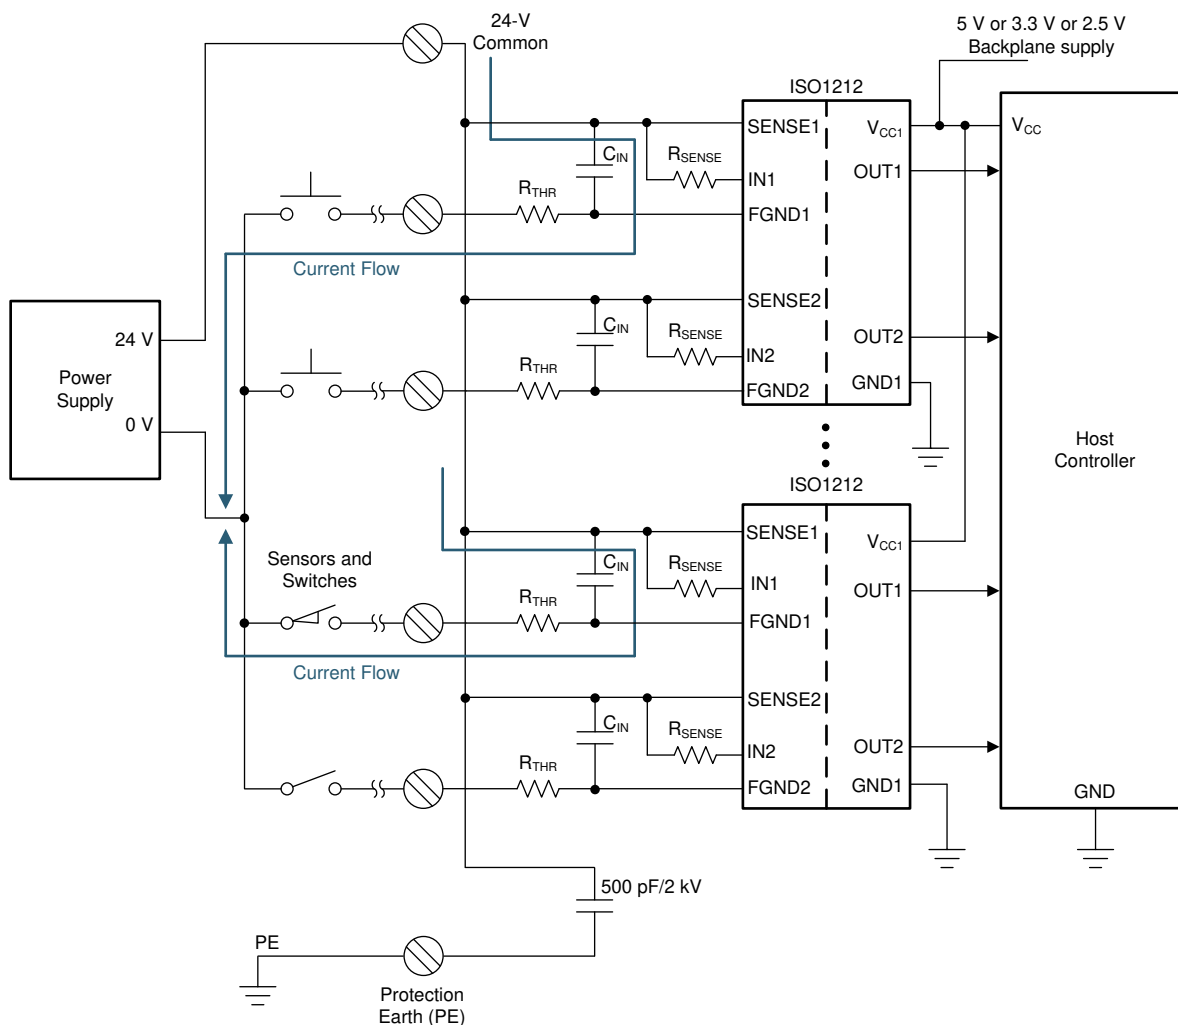 24-V
Common
5 V or 3.3 V or 2.5 V
Backplane supply
ISO1212
SENSE1
VCC1
VCC
CIN
RSENSE
IN1
OUT1
RTHR
FGND1
Current Flow
SENSE2
CIN
RSENSE
OUT2
IN2
RTHR
FGND2
GND1
24 V
Power
Supply
0 V
Host
Controller
ISO1212
SENSE1
VCC1
Sensors and
Switches
CIN
RSENSE
IN1
OUT1
RTHR
FGND1
Current Flow
SENSE2
CIN
RSENSE
IN2
OUT2
RTHR
FGND2
GND1
GND
500 pF/2 kV
PE
Protection
Earth (PE)